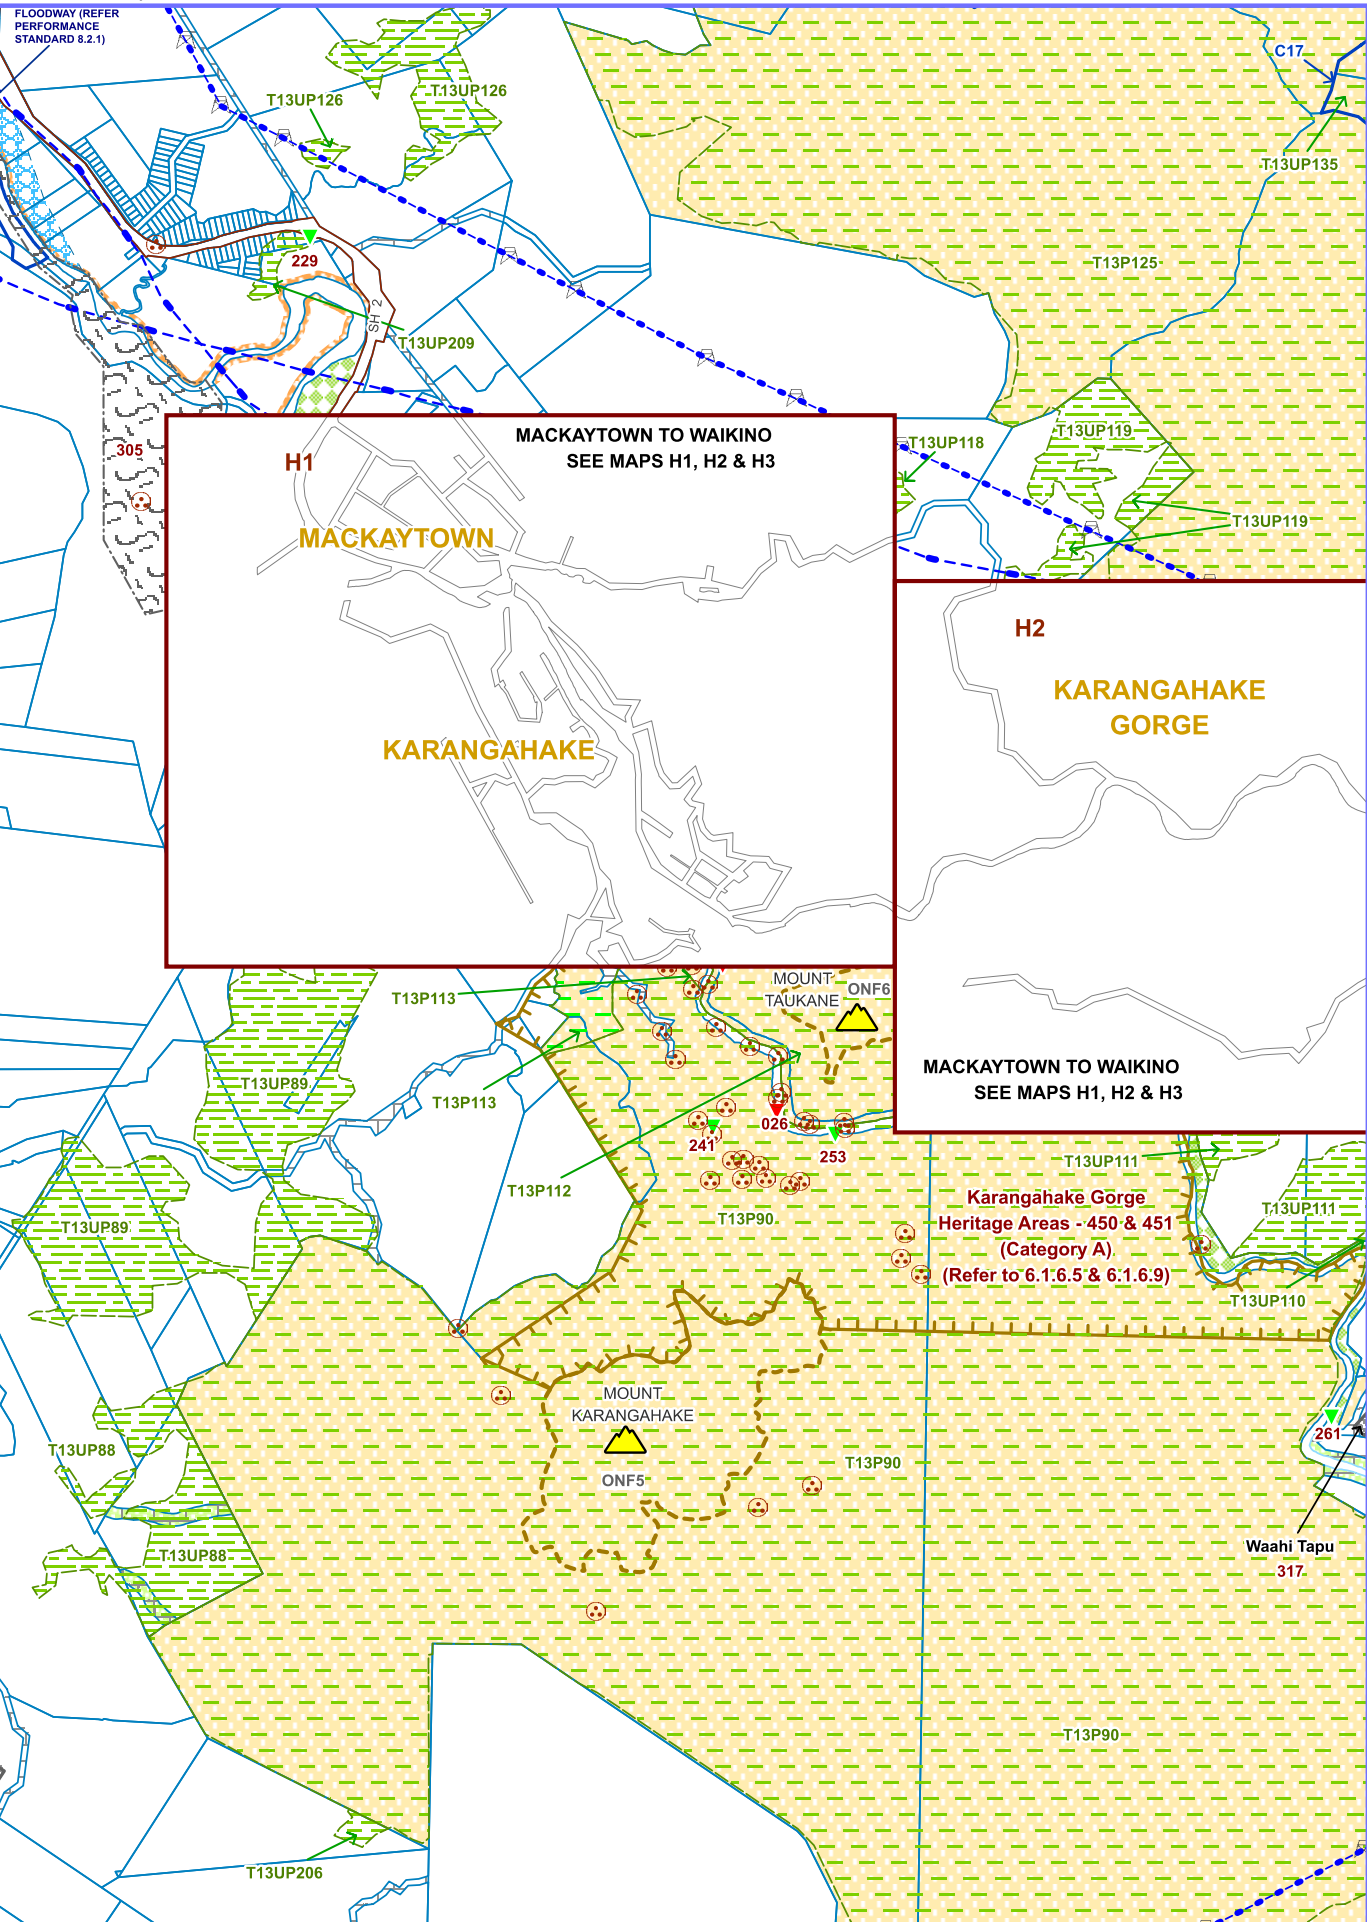 FLOODWAY (REFER
PERFORMANCE
STANDARD 8.2.1)
C17
T13UP126
T13UP126
T13UP135
229
T13P125
SH 2
T13UP209
305
H1
MACKAYTOWN TO WAIKINO
SEE MAPS H1, H2 & H3
T13UP118
T13UP119
T13UP119
MACKAYTOWN
H2
KARANGAHAKE
GORGE
KARANGAHAKE
T13P113
MOUNT
TAUKANE
ONF6
MACKAYTOWN TO WAIKINO
SEE MAPS H1, H2 & H3
T13UP89
T13P113
026
241
253
T13UP111
T13P112
T13P90
Karangahake Gorge
Heritage Areas - 450 & 451
(Category A)
(Refer to 6.1.6.5 & 6.1.6.9)
T13UP111
T13UP89
T13UP110
MOUNT
KARANGAHAKE
ONF5
T13UP88
T13P90
261
T13UP88
Waahi Tapu
317
T13P90
T13UP206